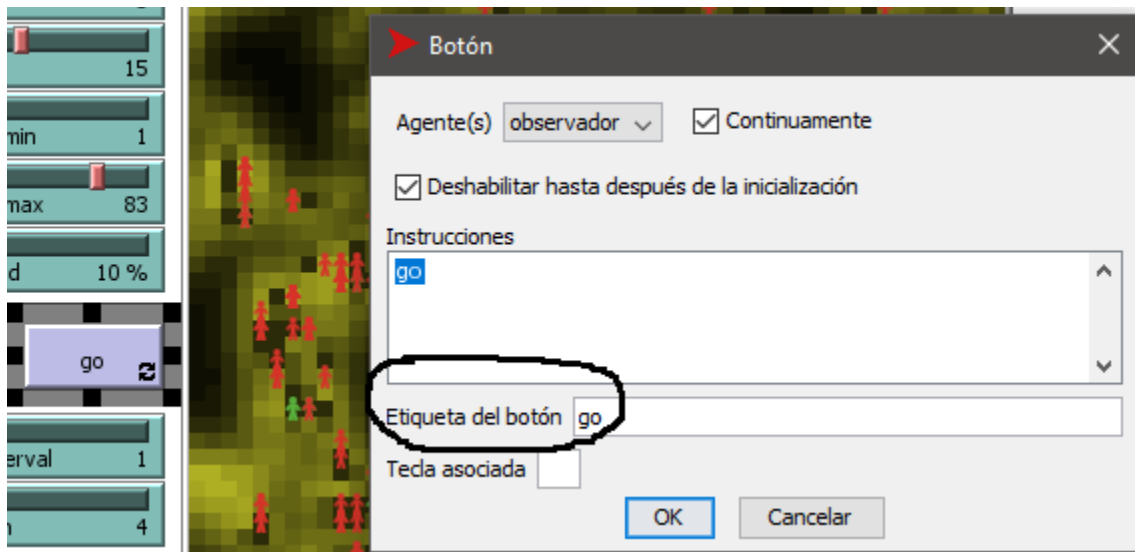 15
min 1
max 83
d 10 %
go
erval 1
4
Botón
Agente(s) observador Continuamente
Deshabilitar hasta después de la inicialización
Instrucciones
go
Etiqueta del botón go
Tecla asociada
OK Cancelar